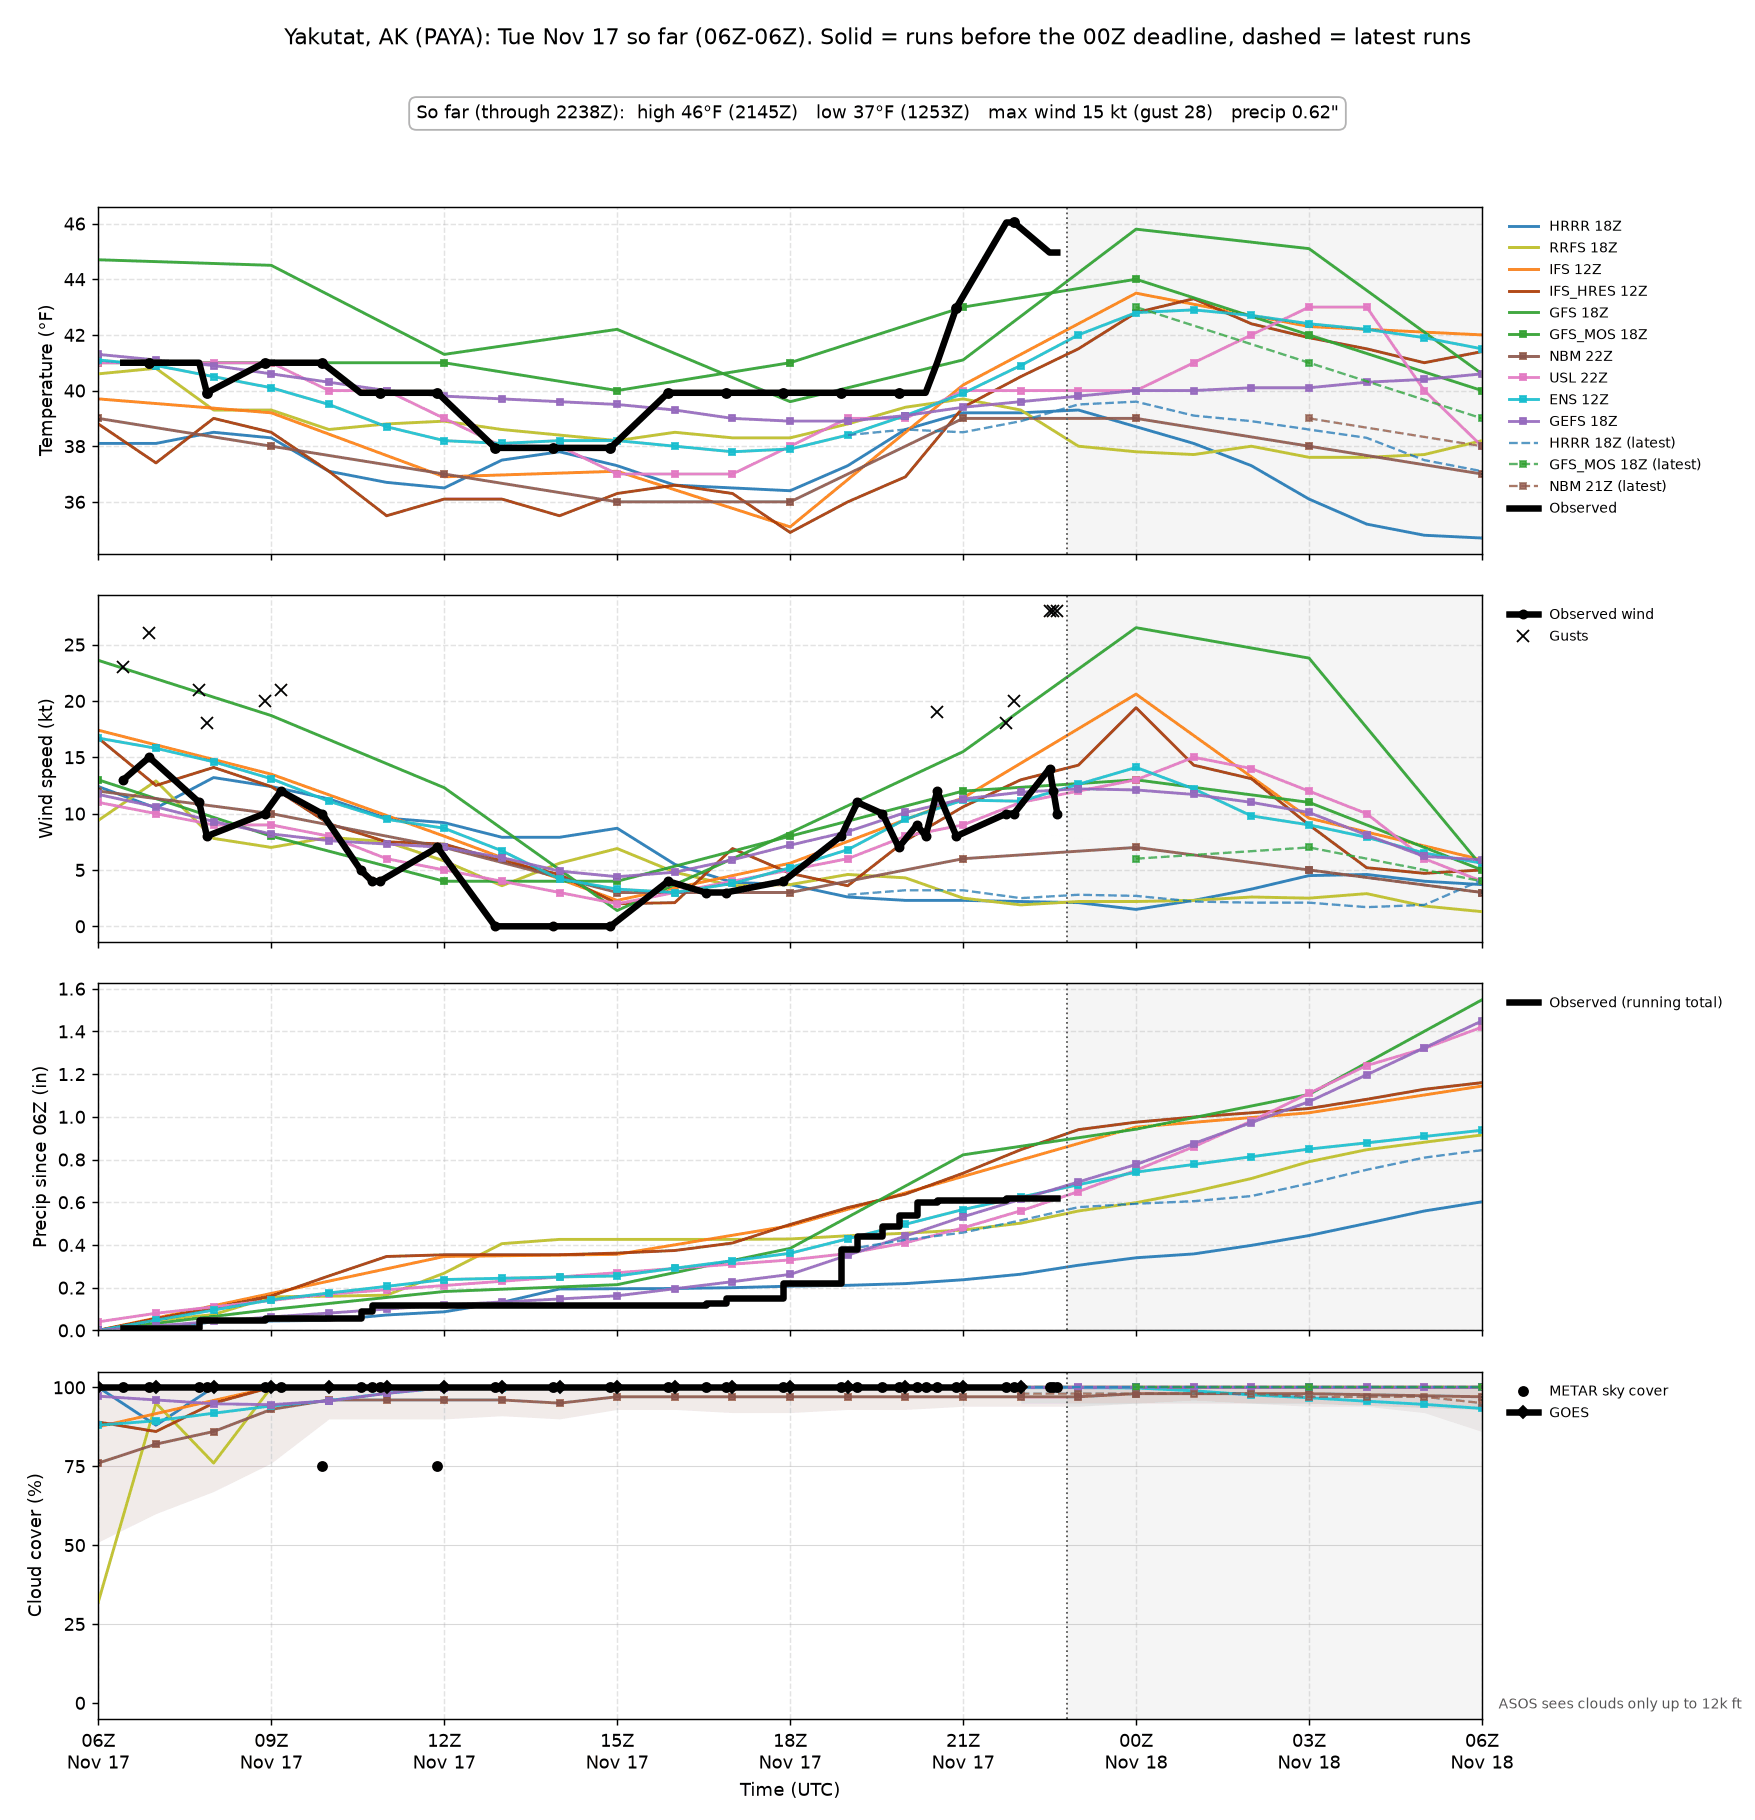 Yakutat, AK (PAYA): Tue Nov 17 so far (06Z-06Z). Solid = runs before the 00Z deadline, dashed = latest runs
So far (through 2238Z):  high 46°F (2145Z)   low 37°F (1253Z)   max wind 15 kt (gust 28)   precip 0.62"
Temperature (°F)
46
44
42
40
38
36
HRRR 18Z
RRFS 18Z
IFS 12Z
IFS_HRES 12Z
GFS 18Z
GFS_MOS 18Z
NBM 22Z
USL 22Z
ENS 12Z
GEFS 18Z
HRRR 18Z (latest)
GFS_MOS 18Z (latest)
NBM 21Z (latest)
Observed
Wind speed (kt)
25
20
15
10
5
0
Observed wind
Gusts
Precip since 06Z (in)
1.6
1.4
1.2
1.0
0.8
0.6
0.4
0.2
0.0
Observed (running total)
Cloud cover (%)
100
75
50
25
0
METAR sky cover
GOES
ASOS sees clouds only up to 12k ft
06Z
Nov 17
09Z
Nov 17
12Z
Nov 17
15Z
Nov 17
18Z
Nov 17
21Z
Nov 17
00Z
Nov 18
03Z
Nov 18
06Z
Nov 18
Time (UTC)